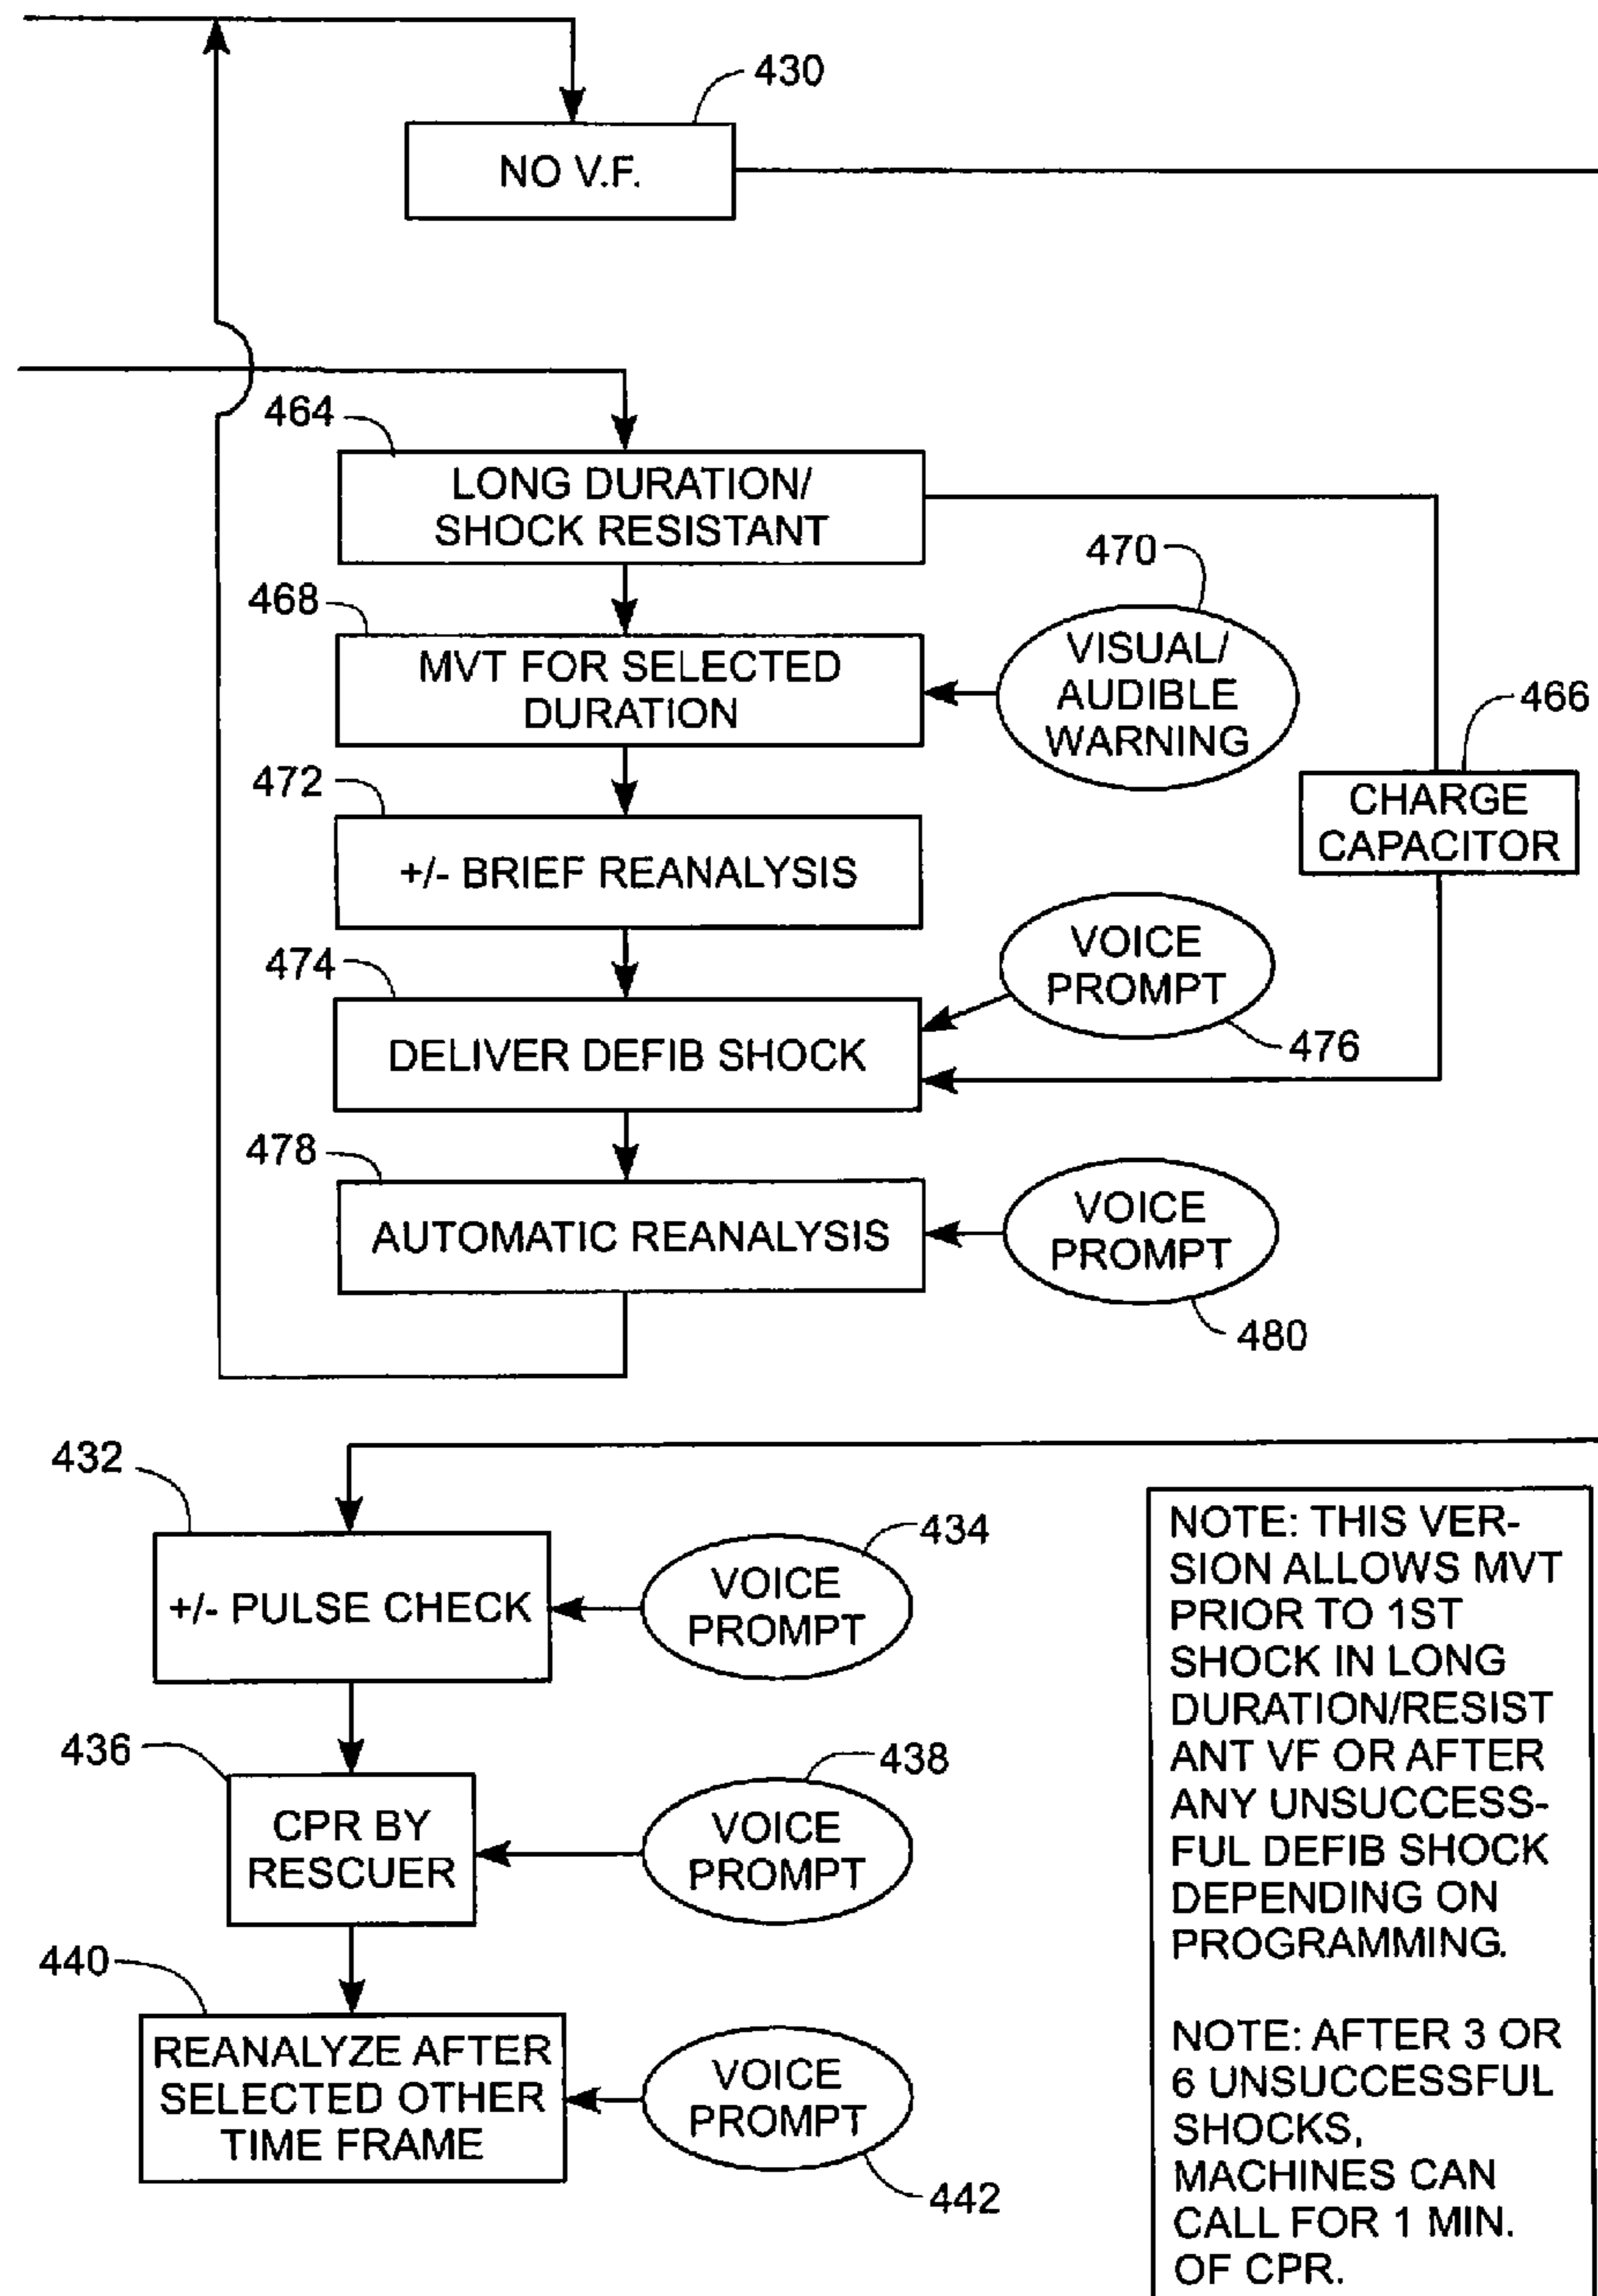 430
NO V.F.
464
LONG DURATION/
SHOCK RESISTANT
468
MVT FOR SELECTED
DURATION
470
VISUAL/
AUDIBLE
WARNING
466
CHARGE
CAPACITOR
472
+/- BRIEF REANALYSIS
474
DELIVER DEFIB SHOCK
VOICE
PROMPT
476
478
AUTOMATIC REANALYSIS
VOICE
PROMPT
480
432
+/- PULSE CHECK
434
VOICE
PROMPT
436
CPR BY
RESCUER
438
VOICE
PROMPT
440
REANALYZE AFTER
SELECTED OTHER
TIME FRAME
VOICE
PROMPT
442
NOTE: THIS VER-
SION ALLOWS MVT
PRIOR TO 1ST
SHOCK IN LONG
DURATION/RESIST
ANT VF OR AFTER
ANY UNSUCCESS-
FUL DEFIB SHOCK
DEPENDING ON
PROGRAMMING.
NOTE: AFTER 3 OR
6 UNSUCCESSFUL
SHOCKS,
MACHINES CAN
CALL FOR 1 MIN.
OF CPR.